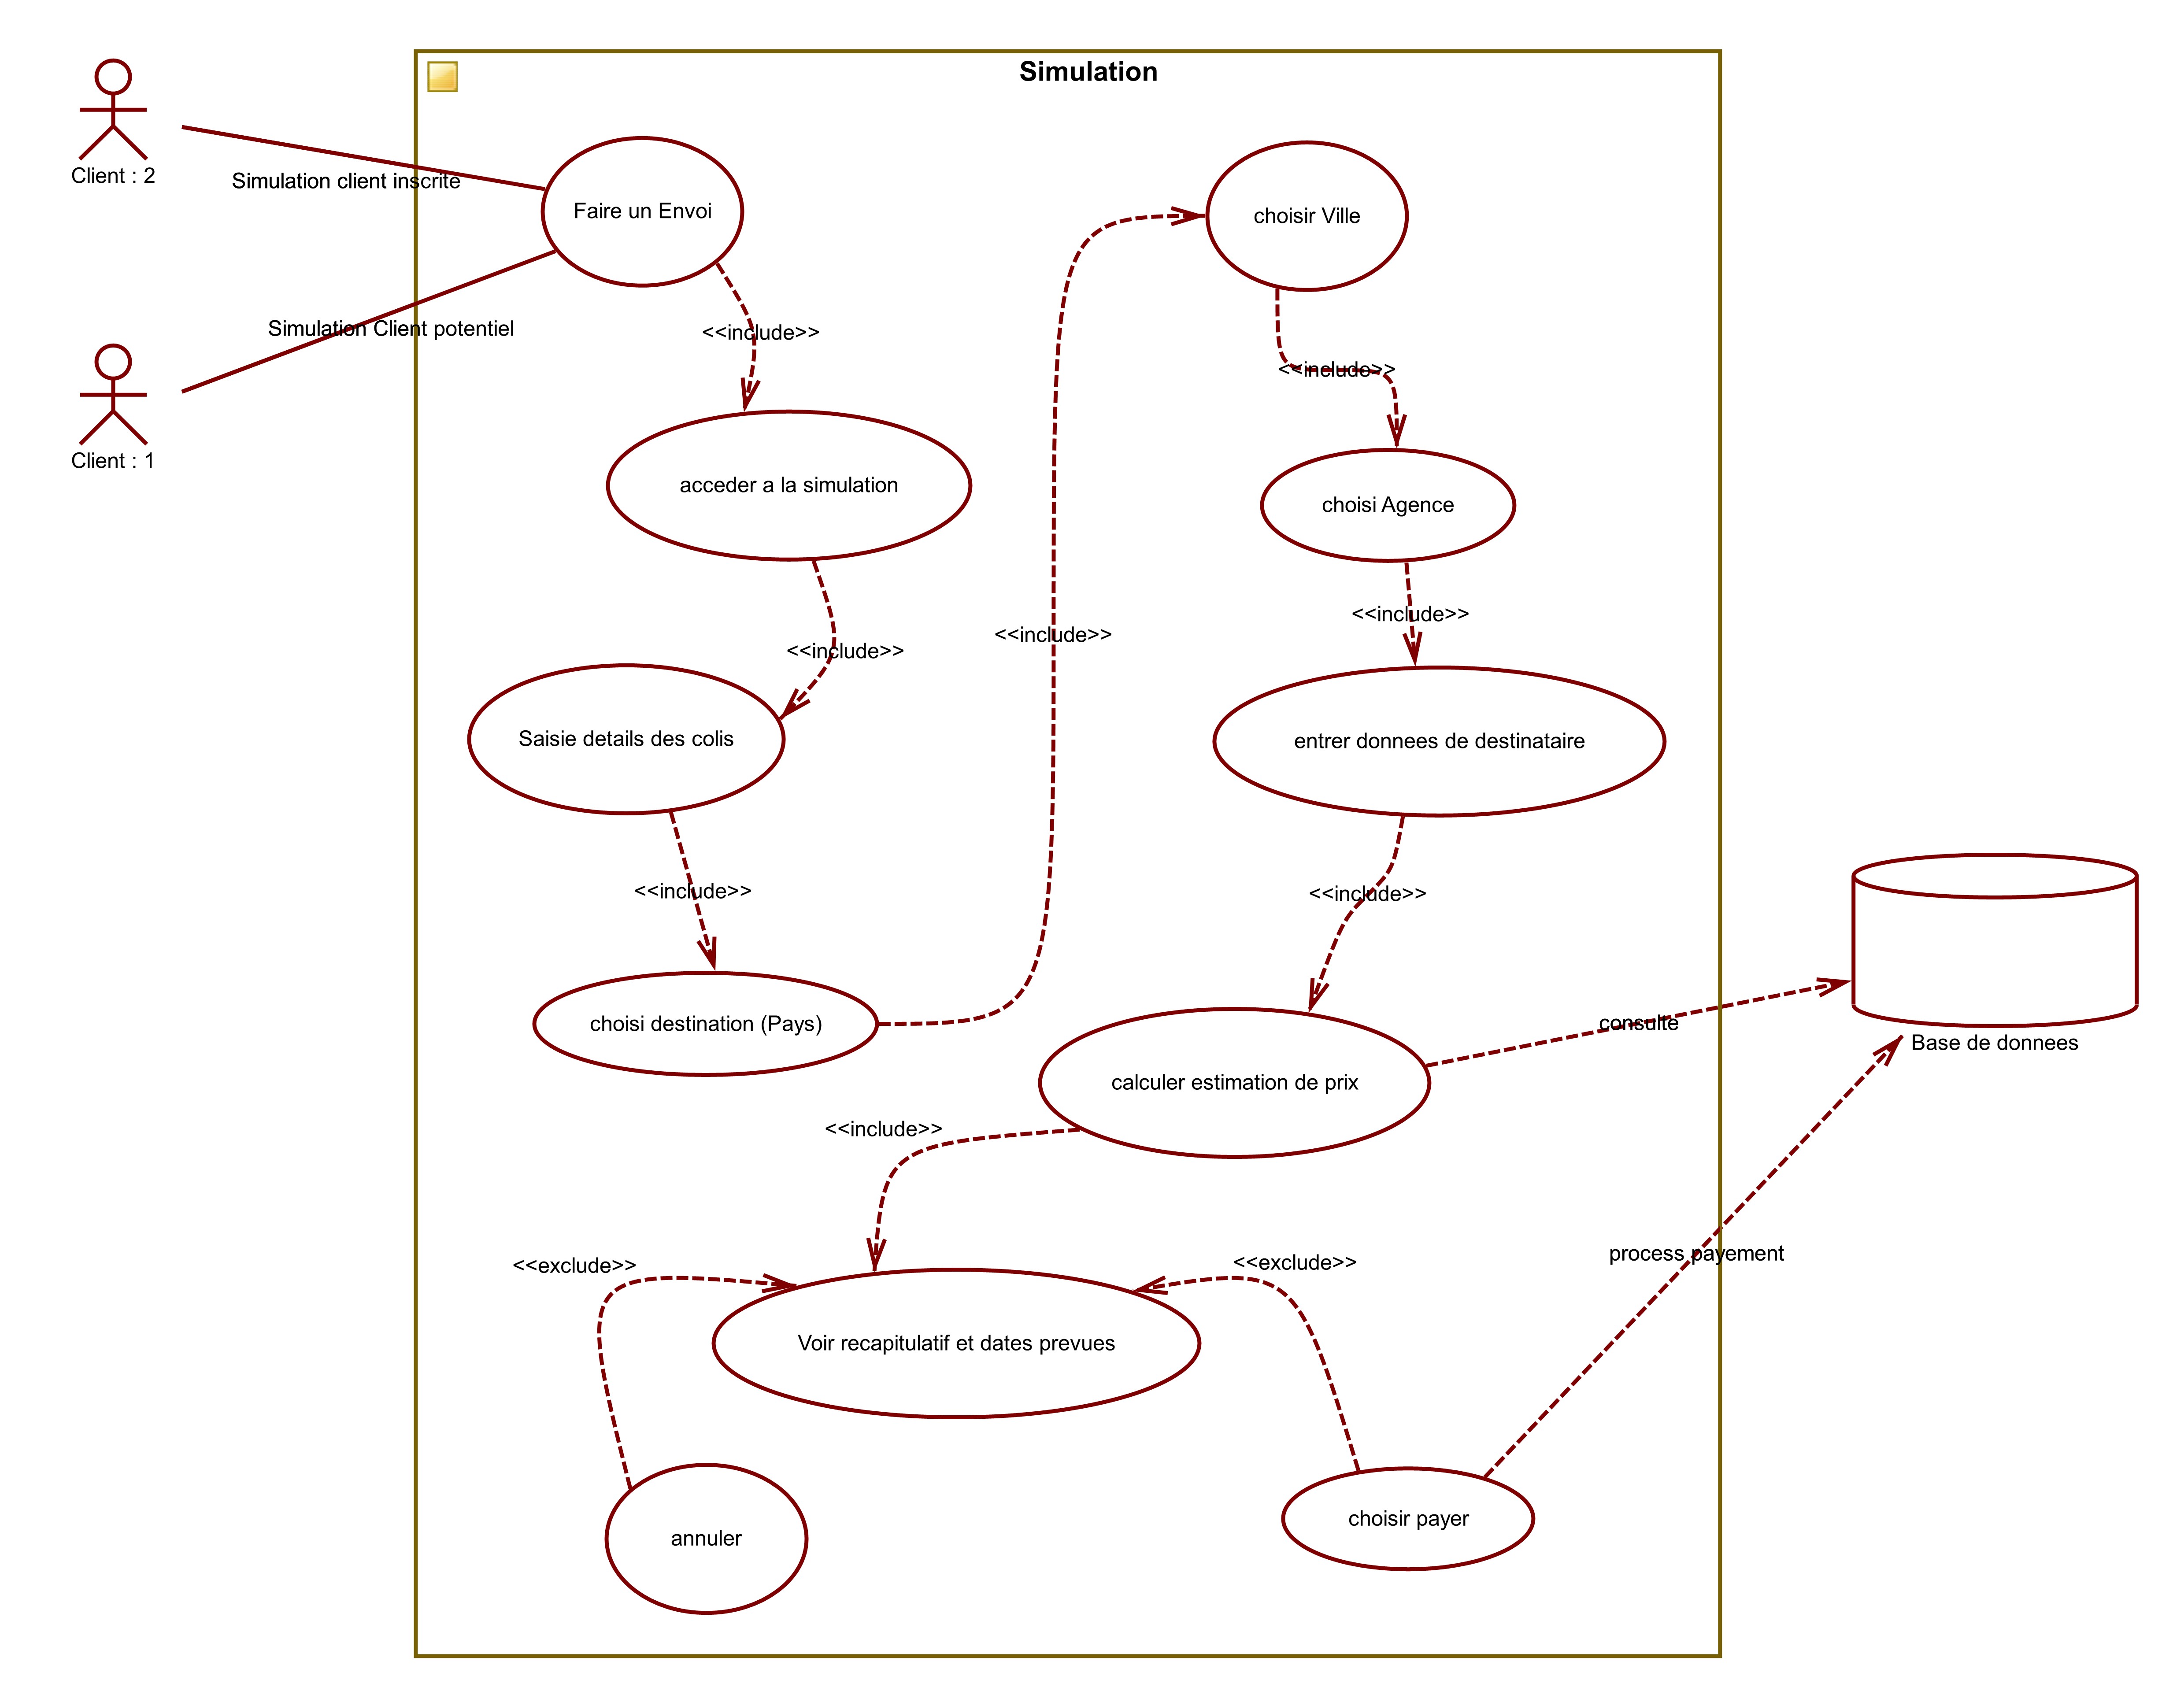 Simulation
Client : 2
Simulation client inscrite
Faire un Envoi
choisir Ville
Simulation Client potentiel
<<include>>
Client : 1
<<include>>
acceder a la simulation
choisi Agence
<<include>>
<<include>>
<<include>>
Saisie details des colis
entrer donnees de destinataire
<<include>>
<<include>>
choisi destination (Pays)
consulte
Base de donnees
calculer estimation de prix
<<include>>
<<exclude>>
<<exclude>>
process payement
Voir recapitulatif et dates prevues
choisir payer
annuler